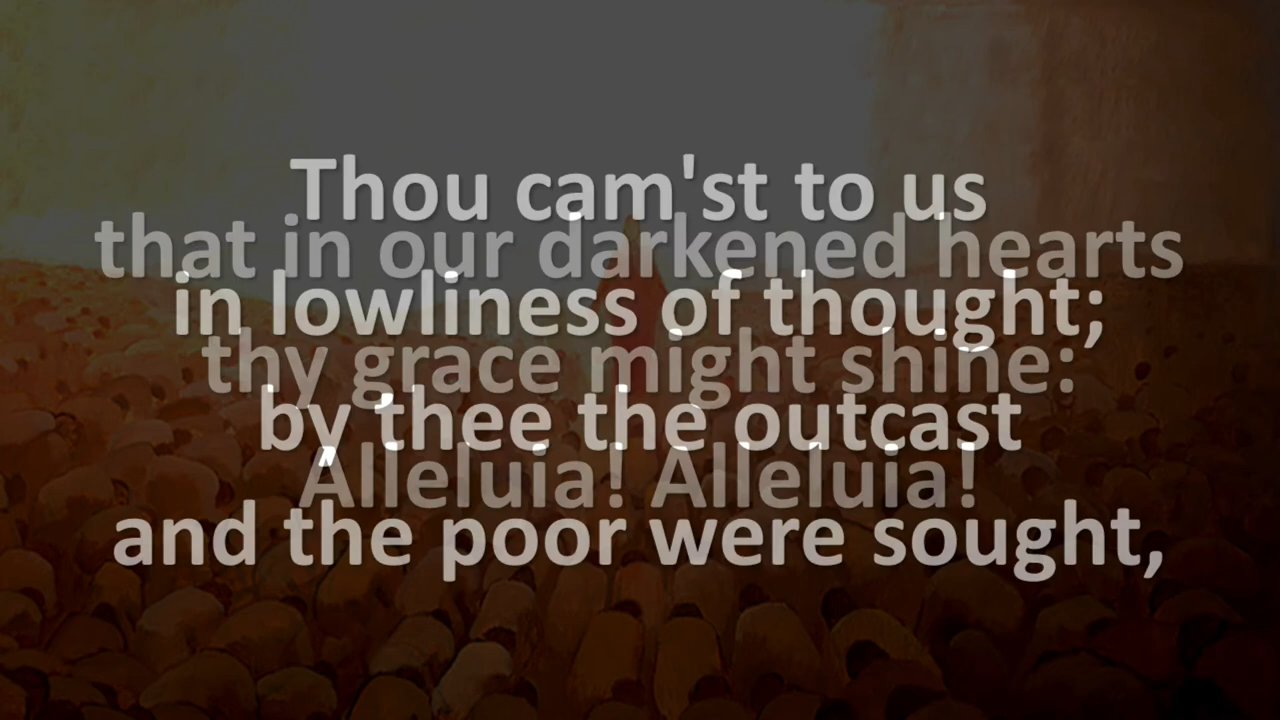 Thou cam'st to us
that in our darkened hearts
in lowliness of thought;
thy grace might shine:
by thee the outcast
Alleluia! Alleluia!
and the poor were sought,